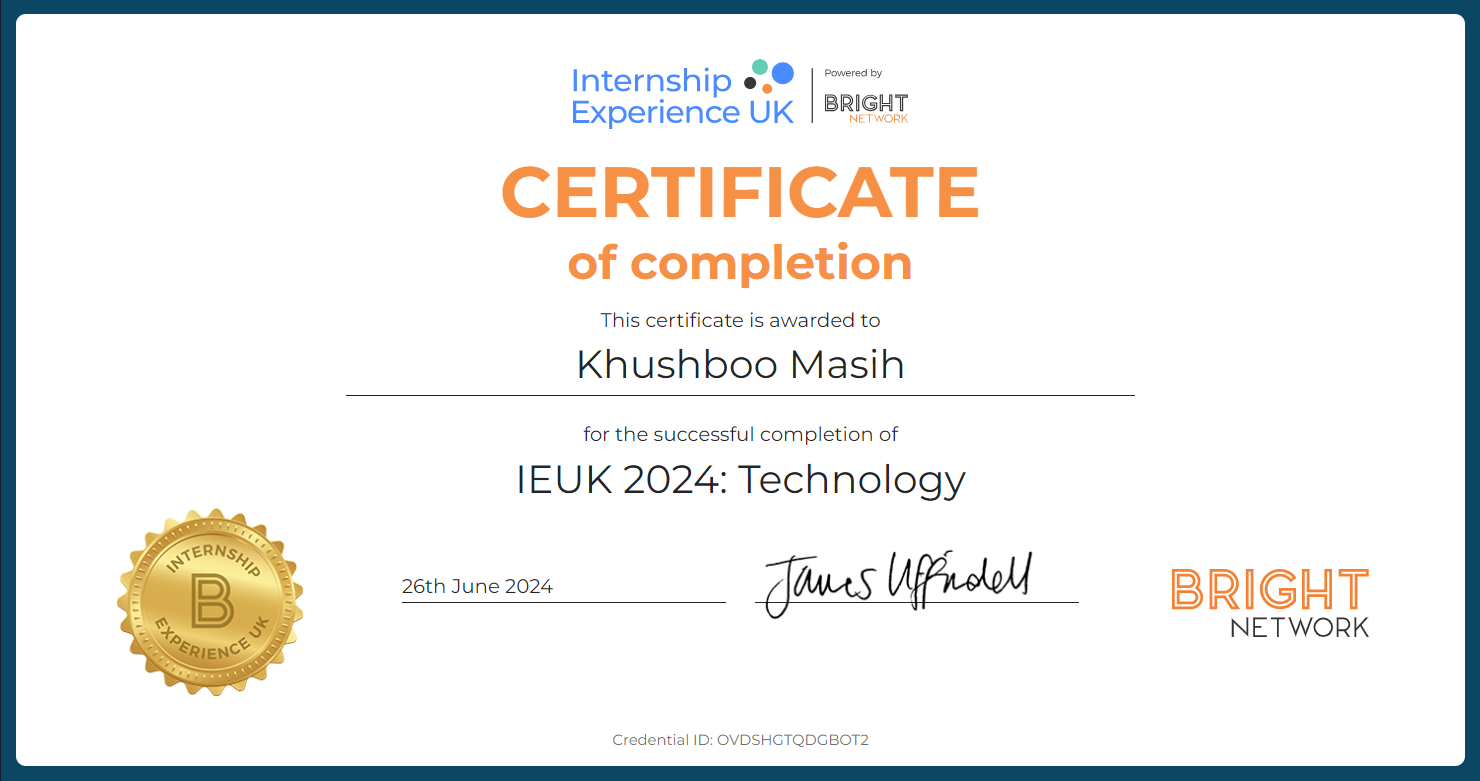 Internship
Experience UK
Powered by
BRIGHT
NETWORK
CERTIFICATE
of completion
This certificate is awarded to
Khushboo Masih
for the successful completion of
IEUK 2024: Technology
INTERNSHIP
B
EXPERIENCE UK
26th June 2024
James Uffindell
BRIGHT
NETWORK
Credential ID: OVDSHGTQDGBOT2